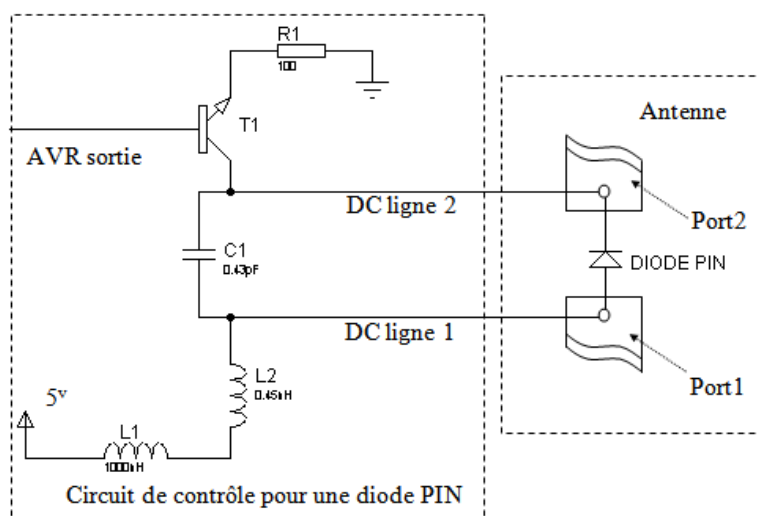 R1
100
T1
Antenne
AVR sortie
DC ligne 2
Port2
C1
0.43pF
DIODE PIN
DC ligne 1
L2
0.45nH
Port1
5v
L1
1000nH
Circuit de contrôle pour une diode PIN